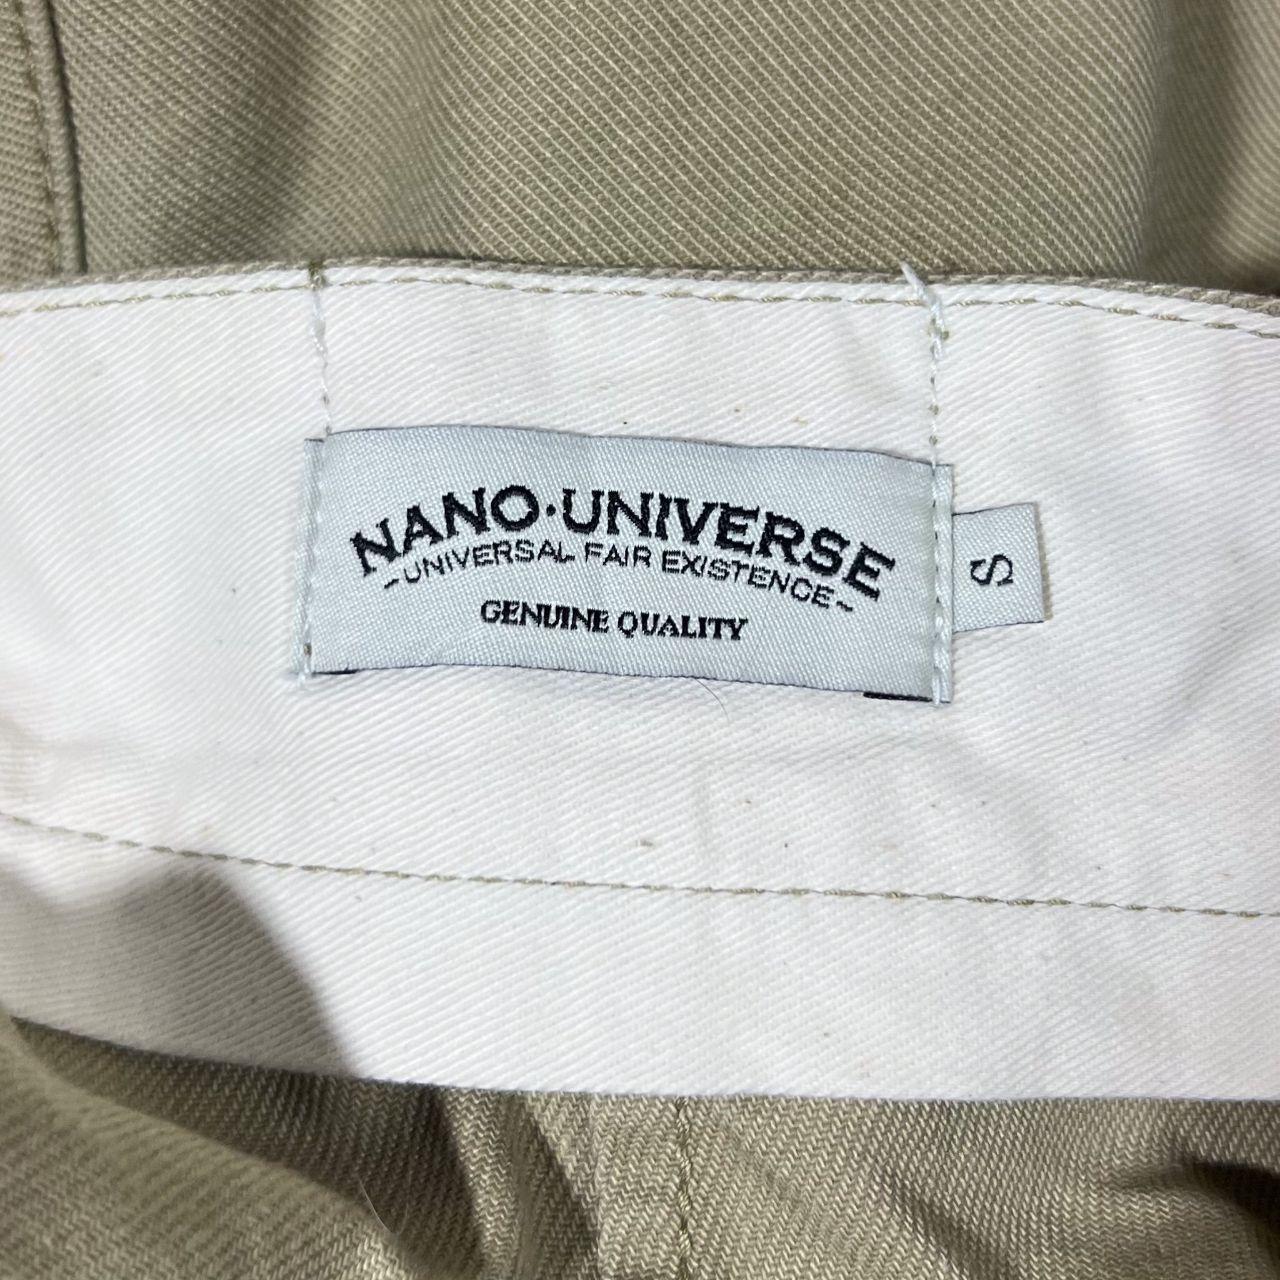 NANO·UNIVERSE
~UNIVERSAL FAIR EXISTENCE~
GENUINE QUALITY
S